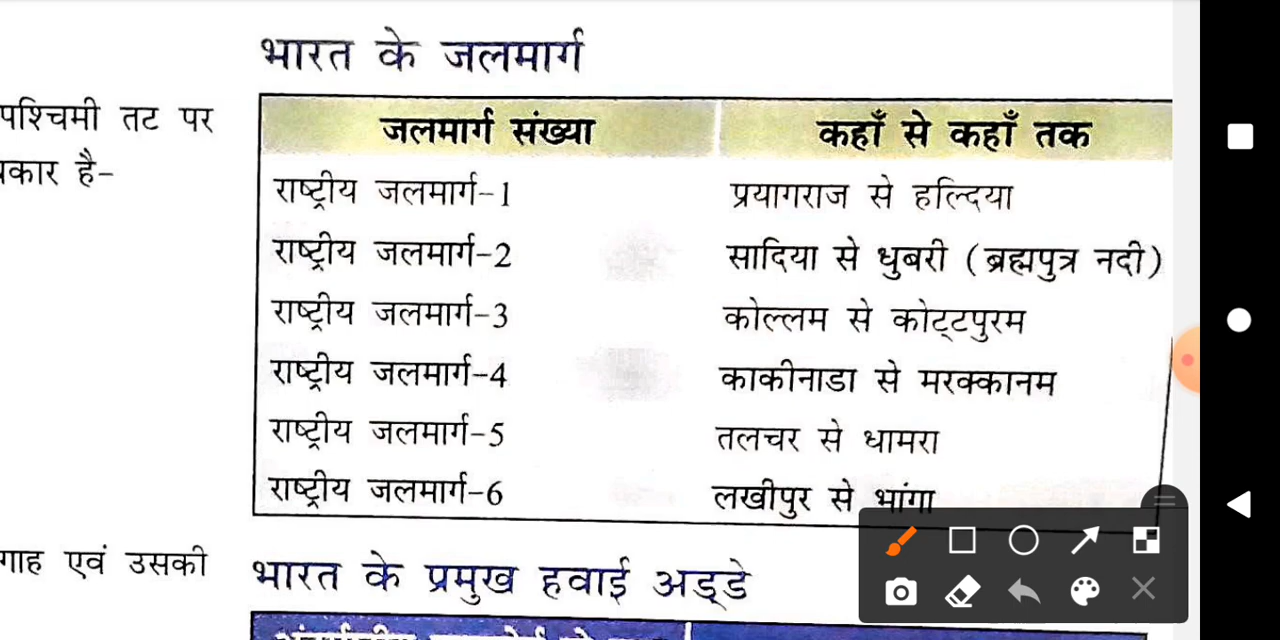 भारत के जलमार्ग
पश्चिमी तट पर
जलमार्ग संख्या कहाँ से कहाँ तक
है-
राष्ट्रीय जलमार्ग-1 प्रयागराज से हल्दिया
राष्ट्रीय जलमार्ग-2 सादिया से धुबरी (ब्रह्मपुत्र नदी)
राष्ट्रीय जलमार्ग-3 कोल्लम से कोट्टपुरम
राष्ट्रीय जलमार्ग-4 काकीनाडा से मरक्कानम
राष्ट्रीय जलमार्ग-5 तलचर से धामरा
राष्ट्रीय जलमार्ग-6 लखीपुर से भांगा
एवं उसकी
भारत के प्रमुख हवाई अड्डे